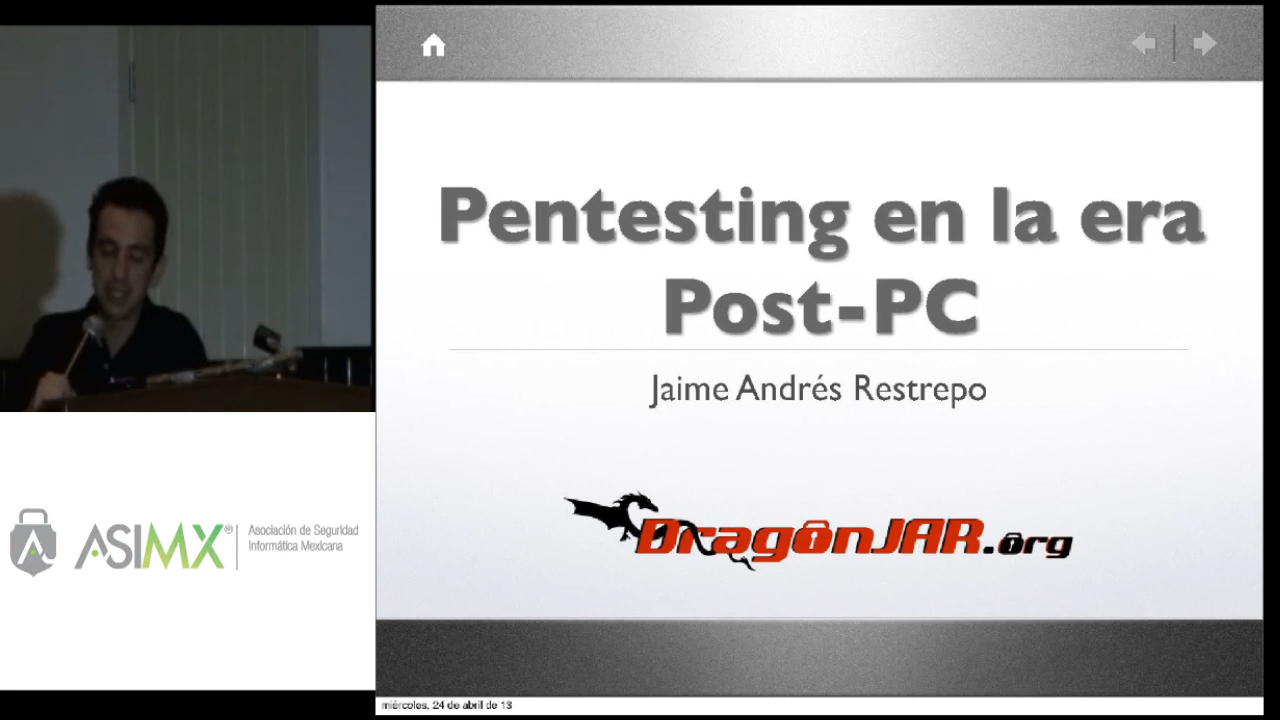 Pentesting en la era
Post-PC
Jaime Andrés Restrepo
DragonJAR.org
ASIMX®
Asociación de Seguridad
Informática Mexicana
miércoles, 24 de abril de 13